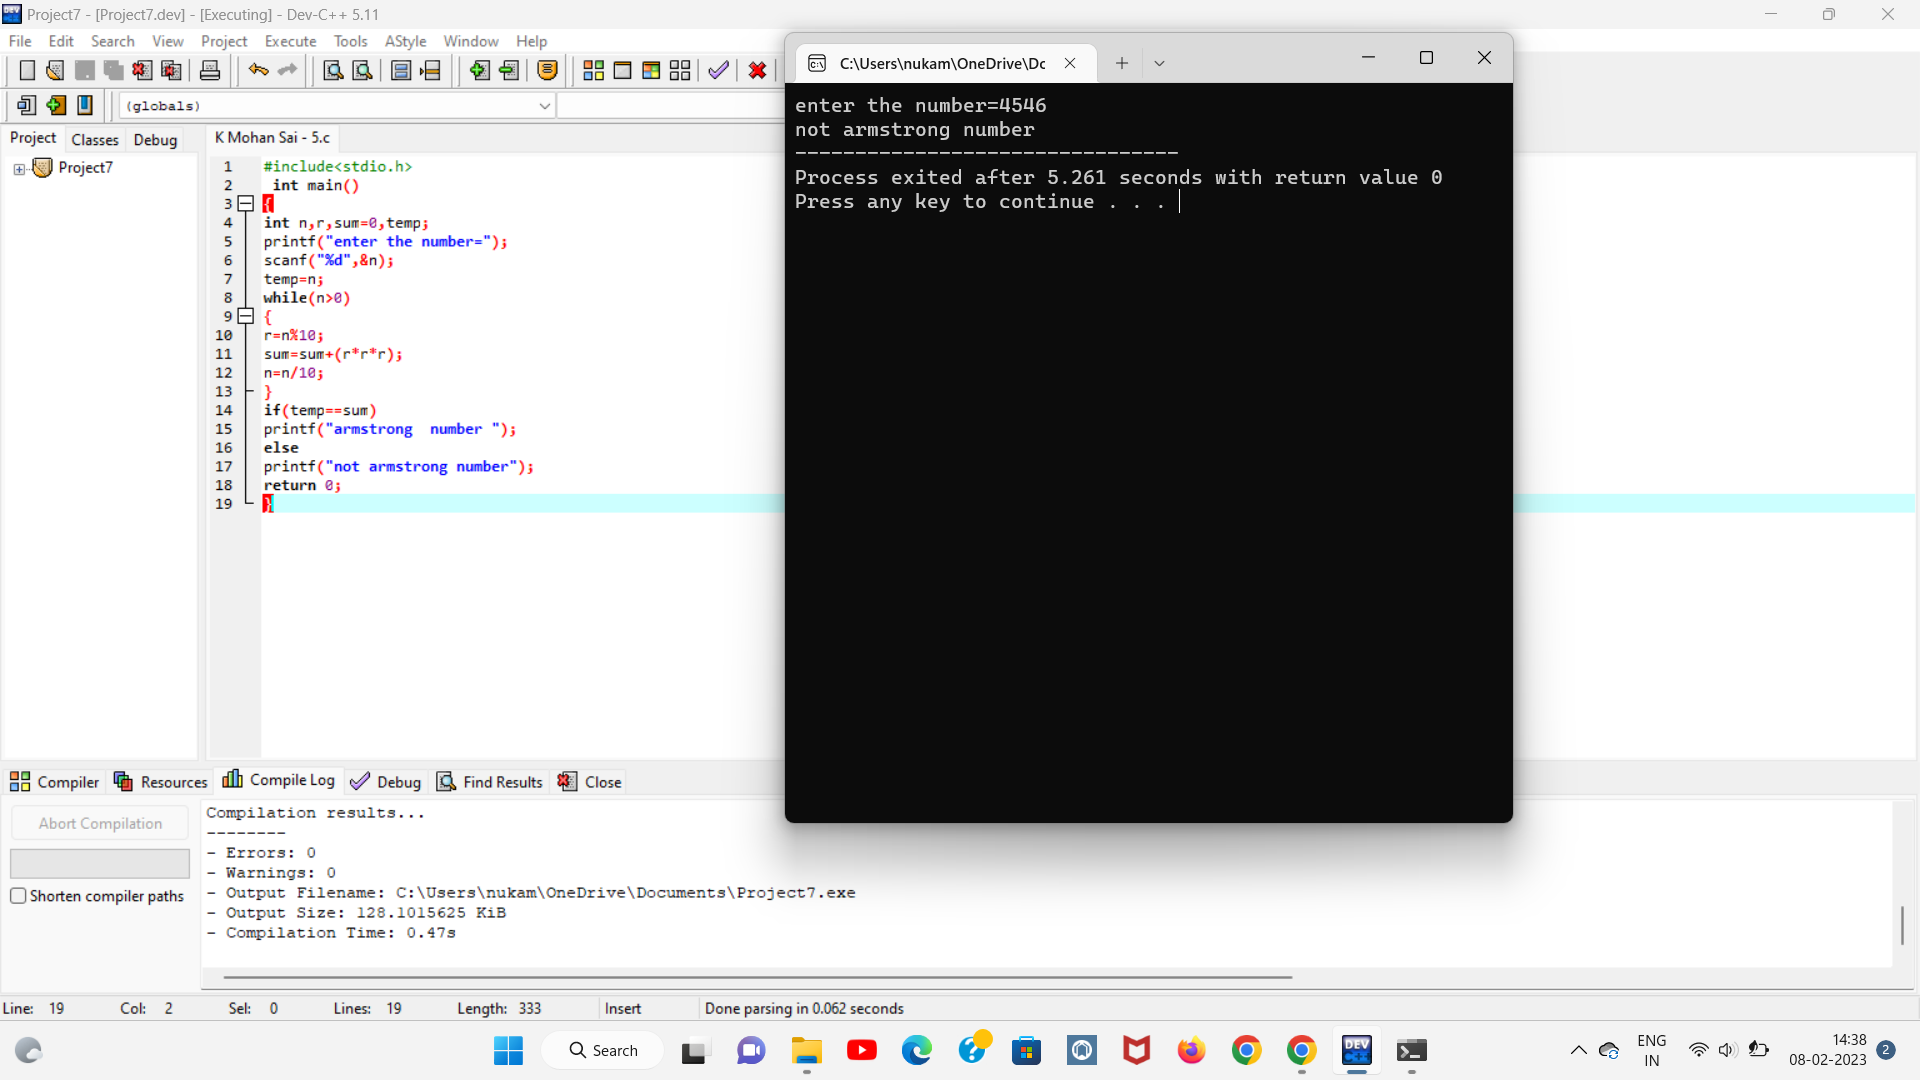 Project7 - [Project7.dev] - [Executing] - Dev-C++ 5.11
File Edit Search View Project Execute Tools AStyle Window Help
(globals)
Project Classes Debug
Project7
K Mohan Sai - 5.c
1 #include<stdio.h>
2 int main()
3 {
4 int n,r,sum=0,temp;
5 printf("enter the number=");
6 scanf("%d",&n);
7 temp=n;
8 while(n>0)
9 {
10 r=n%10;
11 sum=sum+(r*r*r);
12 n=n/10;
13 }
14 if(temp==sum)
15 printf("armstrong  number ");
16 else
17 printf("not armstrong number");
18 return 0;
19 }
C:\Users\nukam\OneDrive\Dc
enter the number=4546
not armstrong number
--------------------------------
Process exited after 5.261 seconds with return value 0
Press any key to continue . . .
Compiler Resources Compile Log Debug Find Results Close
Abort Compilation
Shorten compiler paths
Compilation results...
--------
- Errors: 0
- Warnings: 0
- Output Filename: C:\Users\nukam\OneDrive\Documents\Project7.exe
- Output Size: 128.1015625 KiB
- Compilation Time: 0.47s
Line: 19 Col: 2 Sel: 0 Lines: 19 Length: 333 Insert Done parsing in 0.062 seconds
Search
DEV C++
ENG
IN
14:38
08-02-2023
2